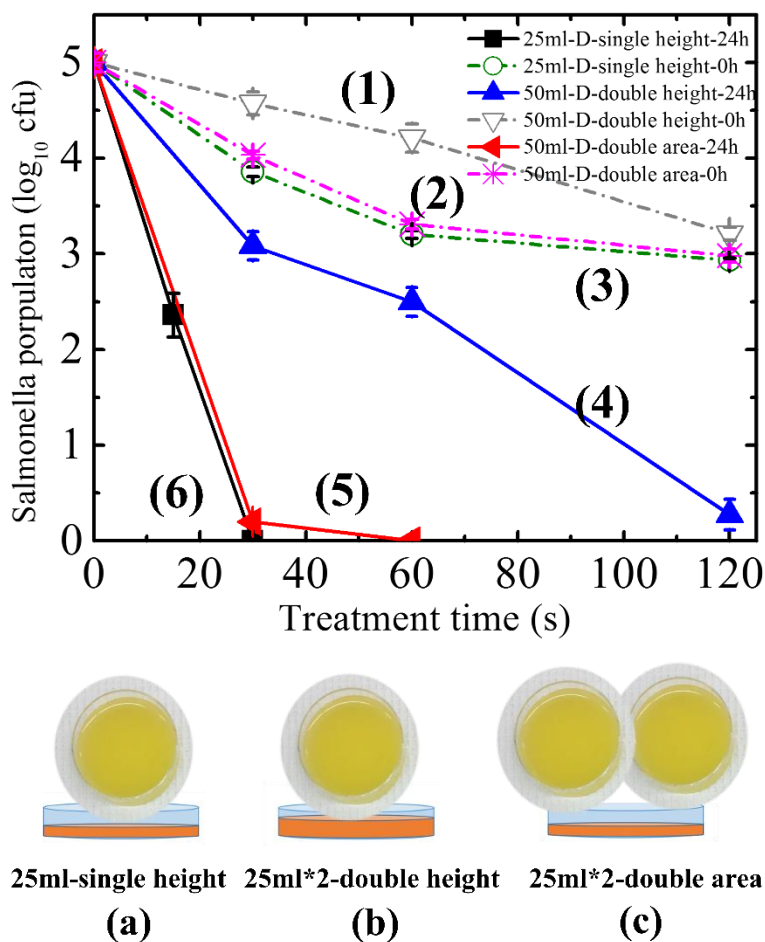 25ml-D-single height-24h
25ml-D-single height-0h
50ml-D-double height-24h
50ml-D-double height-0h
50ml-D-double area-24h
50ml-D-double area-0h
(1)
(2)
(3)
(4)
(5)
(6)
Salmonella porpulaton (log10 cfu)
5
4
3
2
1
0
0 20 40 60 80 100 120
Treatment time (s)
25ml-single height 25ml*2-double height 25ml*2-double area
(a) (b) (c)